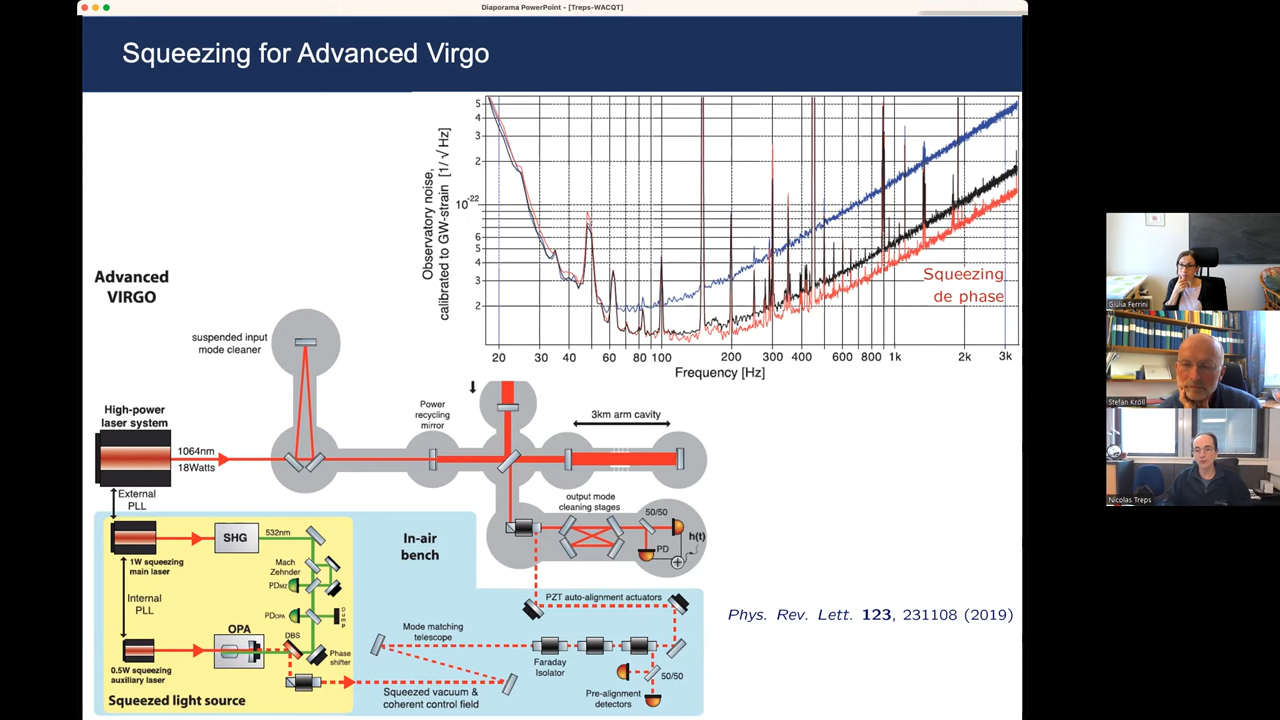 Diaporama PowerPoint - [Treps-WACQT]
Squeezing for Advanced Virgo
Observatory noise,
calibrated to GW-strain [1/√Hz]
5
4
3
2
10-22
6
5
4
3
2
20
30
40
60
80
100
200
300
400
600
800
1k
2k
3k
Frequency [Hz]
Squeezing
de phase
Advanced
VIRGO
suspended input
mode cleaner
High-power
laser system
1064nm
18Watts
Power
recycling
mirror
3km arm cavity
External
PLL
output mode
cleaning stages
50/50
PD
h(t)
SHG
532nm
1W squeezing
main laser
Mach
Zehnder
PDMZ
In-air
bench
Internal
PLL
PDOPA
Dump
OPA
DBS
Phase
shifter
0.5W squeezing
auxiliary laser
Squeezed light source
PZT auto-alignment actuators
Mode matching
telescope
Faraday
Isolator
50/50
Squeezed vacuum &
coherent control field
Pre-alignment
detectors
Phys. Rev. Lett. 123, 231108 (2019)
Giulia Ferrini
Stefan Kröll
Nicolas Treps